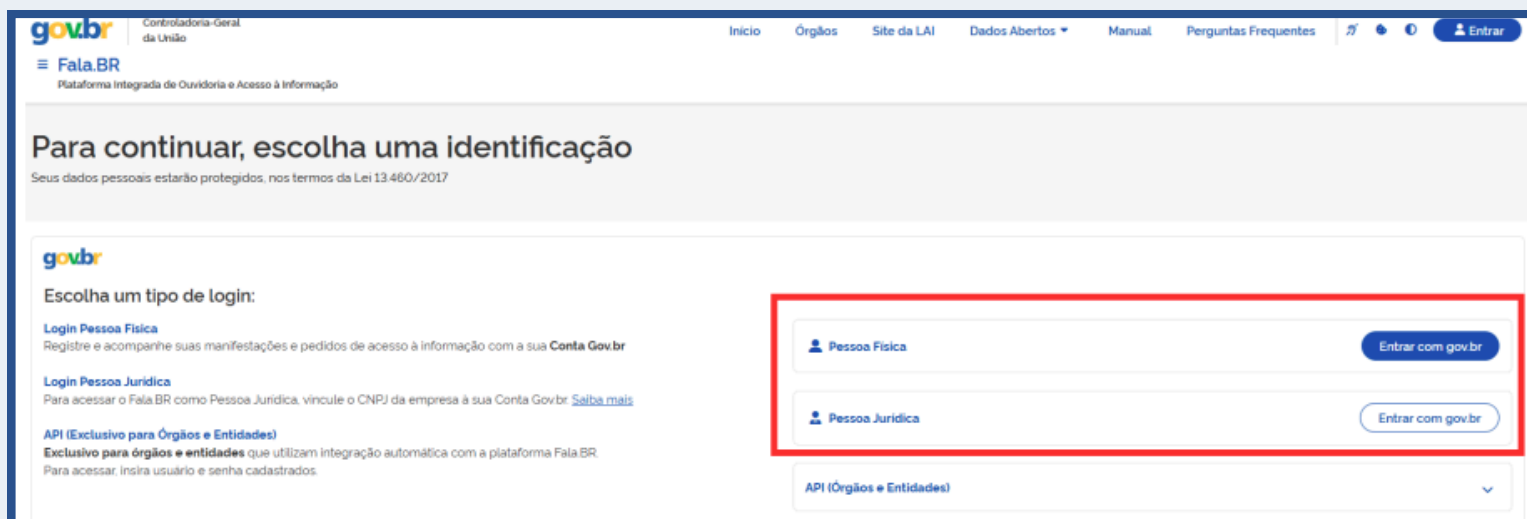 gov.br
Controladoria-Geral
da União
Início Órgãos Site da LAI Dados Abertos Manual Perguntas Frequentes Entrar
Fala.BR
Plataforma Integrada de Ouvidoria e Acesso à Informação
Para continuar, escolha uma identificação
Seus dados pessoais estarão protegidos, nos termos da Lei 13.460/2017
gov.br
Escolha um tipo de login:
Login Pessoa Física
Registre e acompanhe suas manifestações e pedidos de acesso à informação com a sua Conta Gov.br
Login Pessoa Jurídica
Para acessar o Fala.BR como Pessoa Jurídica, vincule o CNPJ da empresa à sua Conta Gov.br. Saiba mais
API (Exclusivo para Órgãos e Entidades)
Exclusivo para órgãos e entidades que utilizam integração automática com a plataforma Fala.BR.
Para acessar, insira usuário e senha cadastrados.
Pessoa Física Entrar com gov.br
Pessoa Jurídica Entrar com gov.br
API (Órgãos e Entidades)